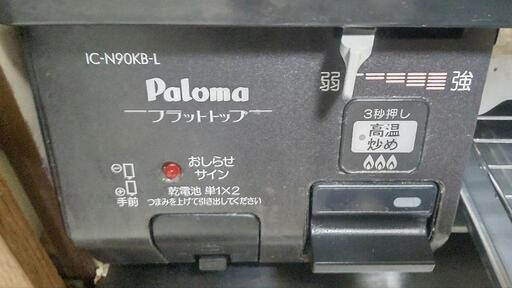 IC-N90KB-L
Paloma
フラットトップ
弱 強
3秒押し
高温
炒め
おしらせ
サイン
乾電池 単1×2
つまみを上げて引き出してください
手前